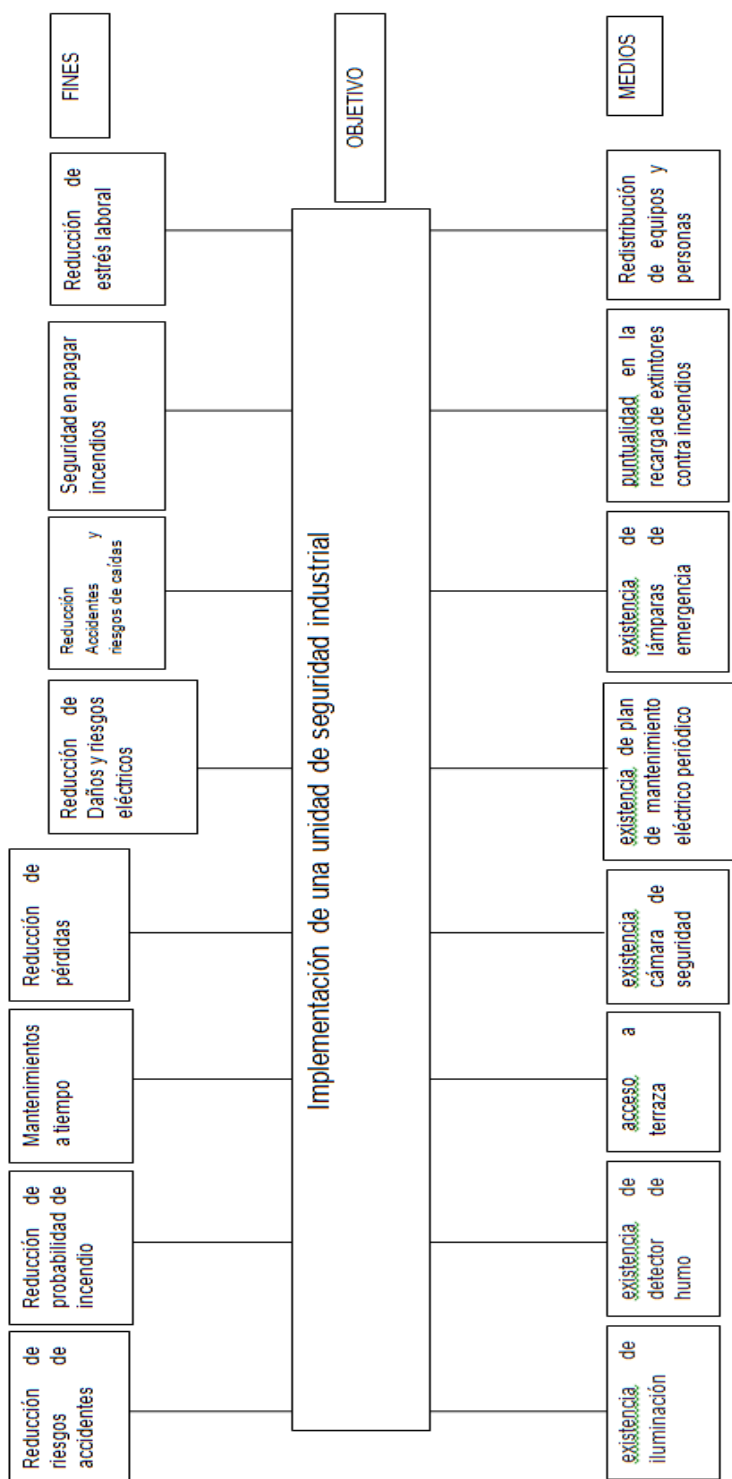 Reducción de
riesgos de
accidentes
Reducción de
probabilidad de
incendio
Mantenimientos
a tiempo
Reducción de
pérdidas
Reducción de
Daños y riesgos
eléctricos
Reducción
Accidentes y
riesgos de caídas
Seguridad en apagar
incendios
Reducción de
estrés laboral
FINES
Implementación de una unidad de seguridad industrial
OBJETIVO
existencia de
iluminación
existencia de
detector de
humo
acceso a
terraza
existencia
cámara de
seguridad
existencia de plan
de mantenimiento
eléctrico periódico
existencia de
lámparas de
emergencia
puntualidad en la
recarga de extintores
contra incendios
Redistribución
de equipos y
personas
MEDIOS